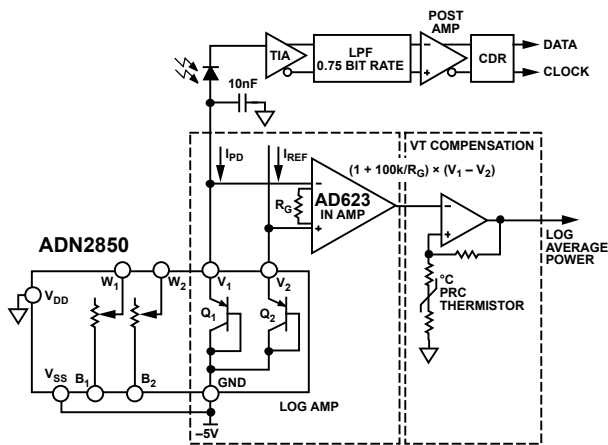 POST
AMP
TIA
LPF
0.75 BIT RATE
−
+
CDR
DATA
CLOCK
10nF
VT COMPENSATION
I_PD
I_REF
(1 + 100k/R_G) × (V_1 – V_2)
−
AD623
IN AMP
R_G
+
−
+
LOG
AVERAGE
POWER
ADN2850
W_1
W_2
V_1
V_2
°C
PRC
THERMISTOR
V_DD
Q_1
Q_2
V_SS
B_1
B_2
GND
LOG AMP
–5V